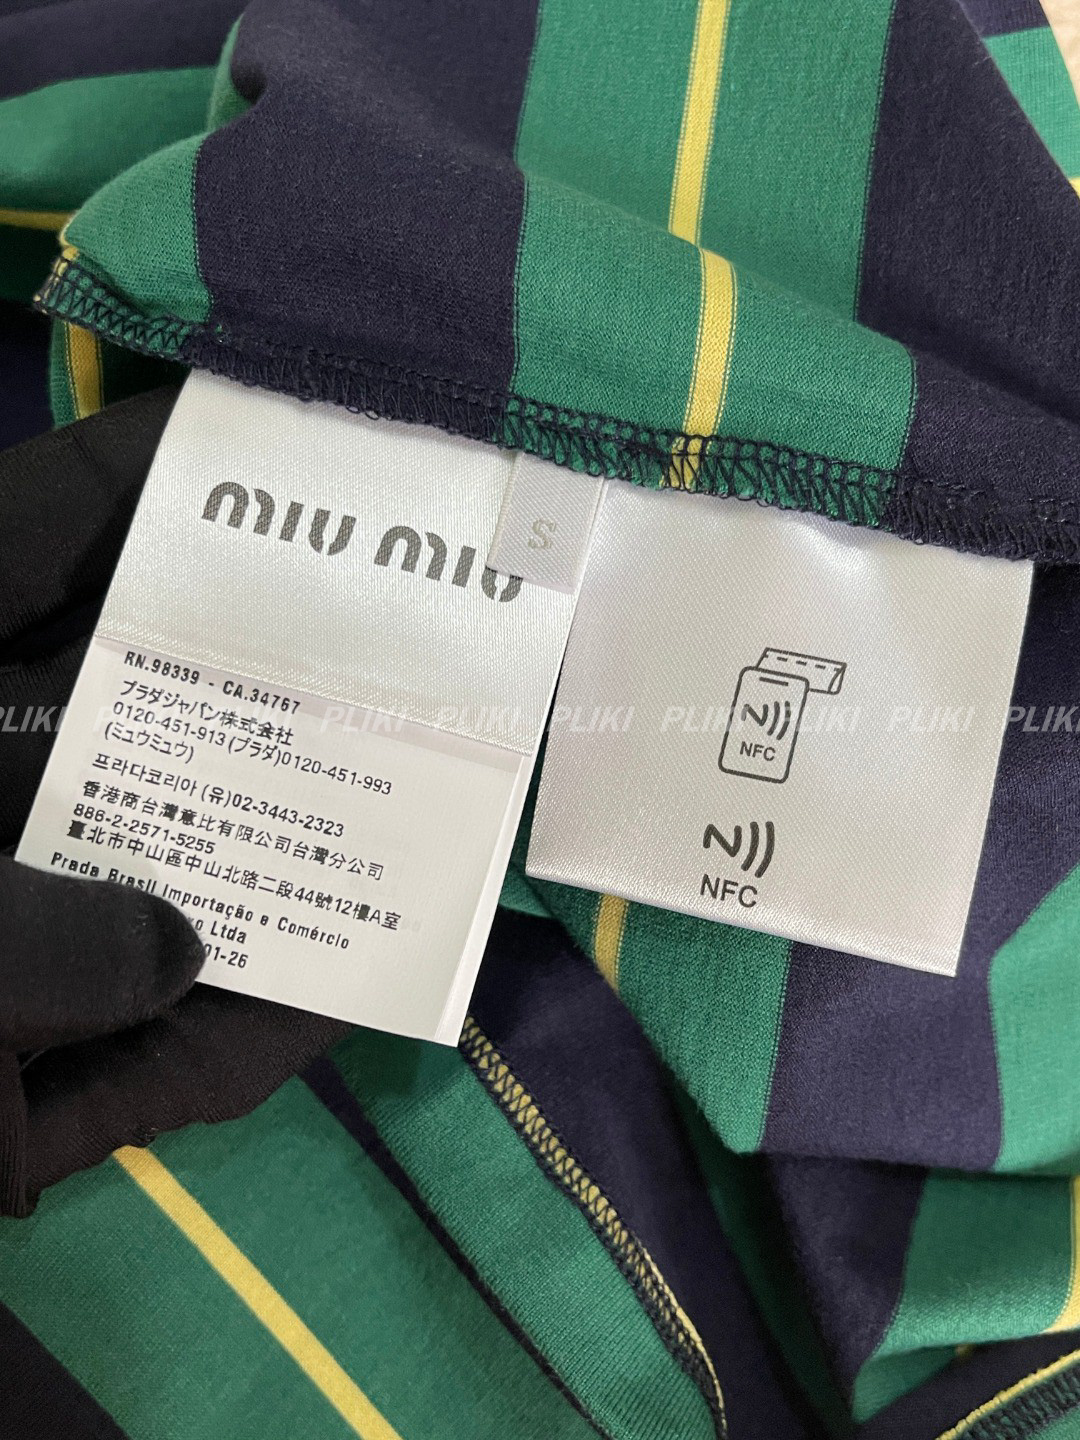 miu miu
S
RN.98339 - CA.34767
プラダジャパン株式会社
0120-451-913 (プラダ)0120-451-993
(ミュウミュウ)
프라다코리아 (유)02-3443-2323
香港商台灣意比有限公司台灣分公司
886-2-2571-5255
臺北市中山區中山北路二段44號12樓A室
Prada Brasil Importação e Comércio
Ltda
01-26
NFC
NFC
PLIKI PLIKI PLIKI PLIKI PLIKI PLIKI PLIKI PLIKI PLIKI PLIKI